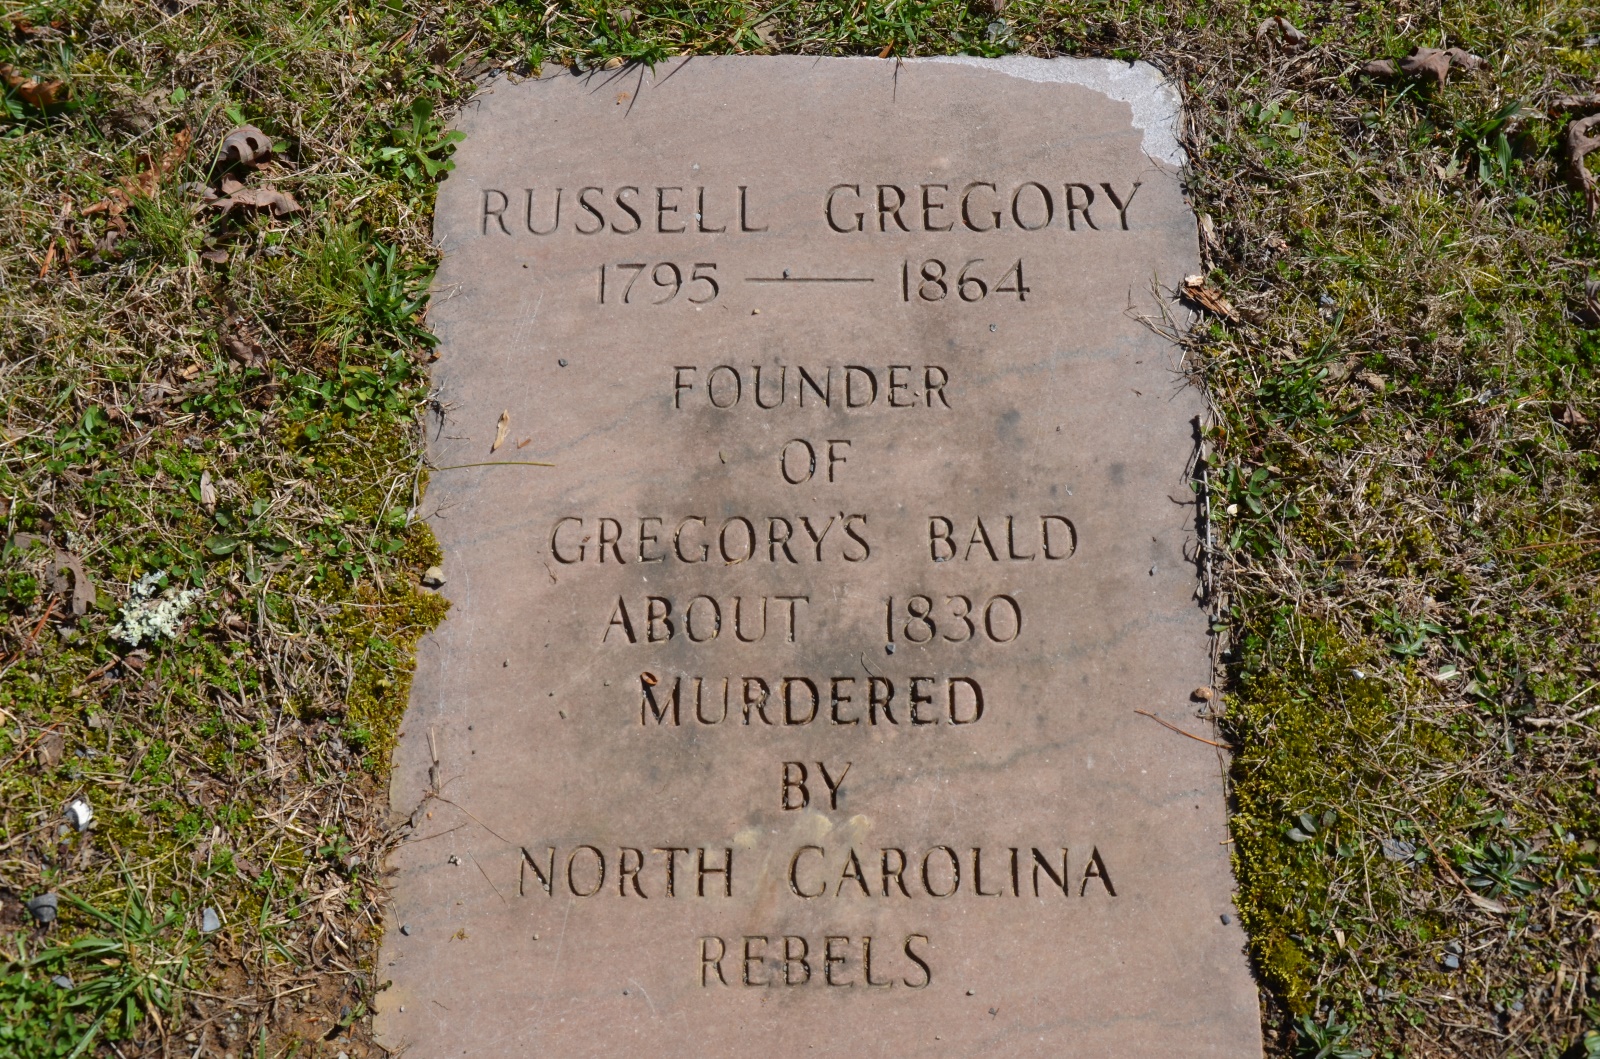 RUSSELL GREGORY
1795 — 1864
FOUNDER
OF
GREGORY'S BALD
ABOUT 1830
MURDERED
BY
NORTH CAROLINA
REBELS